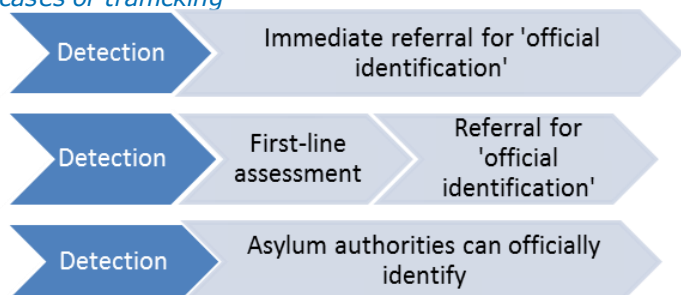 cases of trafficking
Detection
Immediate referral for 'official
identification'
Detection
First-line
assessment
Referral for
'official
identification'
Detection
Asylum authorities can officially
identify